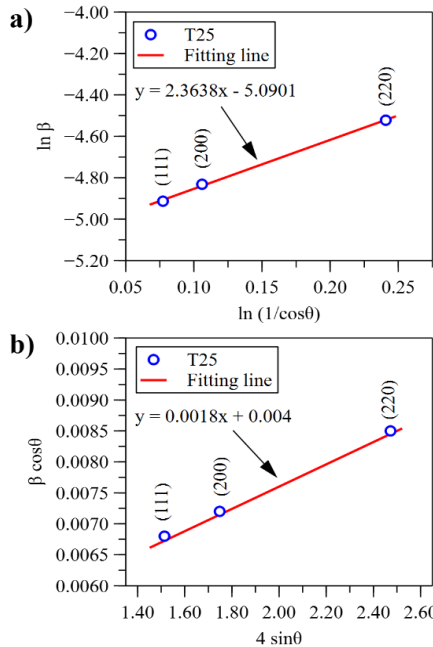 a)
−4.00
−4.20
−4.40
−4.60
−4.80
−5.00
−5.20
ln β
T25
Fitting line
y = 2.3638x - 5.0901
(111)
(200)
(220)
0.05
0.10
0.15
0.20
0.25
ln (1/cosθ)
b)
0.0100
0.0095
0.0090
0.0085
0.0080
0.0075
0.0070
0.0065
0.0060
β cosθ
T25
Fitting line
y = 0.0018x + 0.004
(111)
(200)
(220)
1.40
1.60
1.80
2.00
2.20
2.40
2.60
4 sinθ